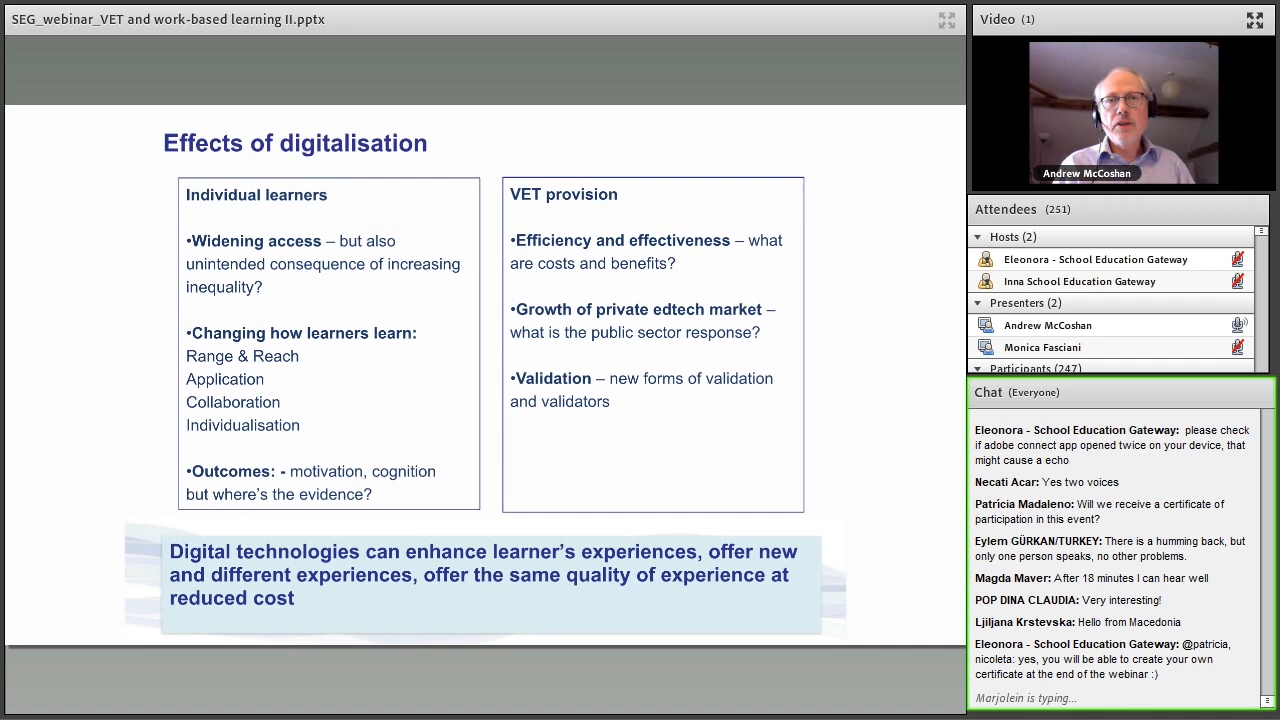 SEG_webinar_VET and work-based learning II.pptx
Effects of digitalisation
Individual learners
•Widening access – but also
unintended consequence of increasing
inequality?
•Changing how learners learn:
Range & Reach
Application
Collaboration
Individualisation
•Outcomes: - motivation, cognition
but where's the evidence?
VET provision
•Efficiency and effectiveness – what
are costs and benefits?
•Growth of private edtech market –
what is the public sector response?
•Validation – new forms of validation
and validators
Digital technologies can enhance learner's experiences, offer new
and different experiences, offer the same quality of experience at
reduced cost
Video (1)
Andrew McCoshan
Attendees (251)
Hosts (2)
Eleonora - School Education Gateway
Inna School Education Gateway
Presenters (2)
Andrew McCoshan
Monica Fasciani
Participants (247)
Chat (Everyone)
Eleonora - School Education Gateway: please check
if adobe connect app opened twice on your device, that
might cause a echo
Necati Acar: Yes two voices
Patrícia Madaleno: Will we receive a certificate of
participation in this event?
Eylem GÜRKAN/TURKEY: There is a humming back, but
only one person speaks, no other problems.
Magda Maver: After 18 minutes I can hear well
POP DINA CLAUDIA: Very interesting!
Ljiljana Krstevska: Hello from Macedonia
Eleonora - School Education Gateway: @patricia,
nicoleta: yes, you will be able to create your own
certificate at the end of the webinar :)
Marjolein is typing...